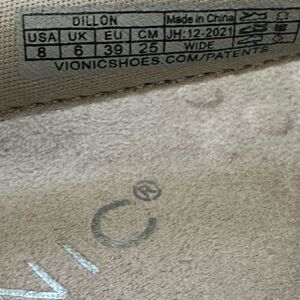 DILLON
USA UK EU CM
8 6 39 25
Made in China
JH:12-2021
WIDE
VIONICSHOES.COM/PATENTS
VIC®